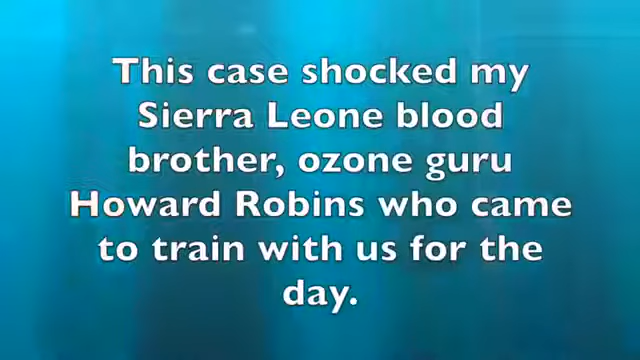 This case shocked my
Sierra Leone blood
brother, ozone guru
Howard Robins who came
to train with us for the
day.